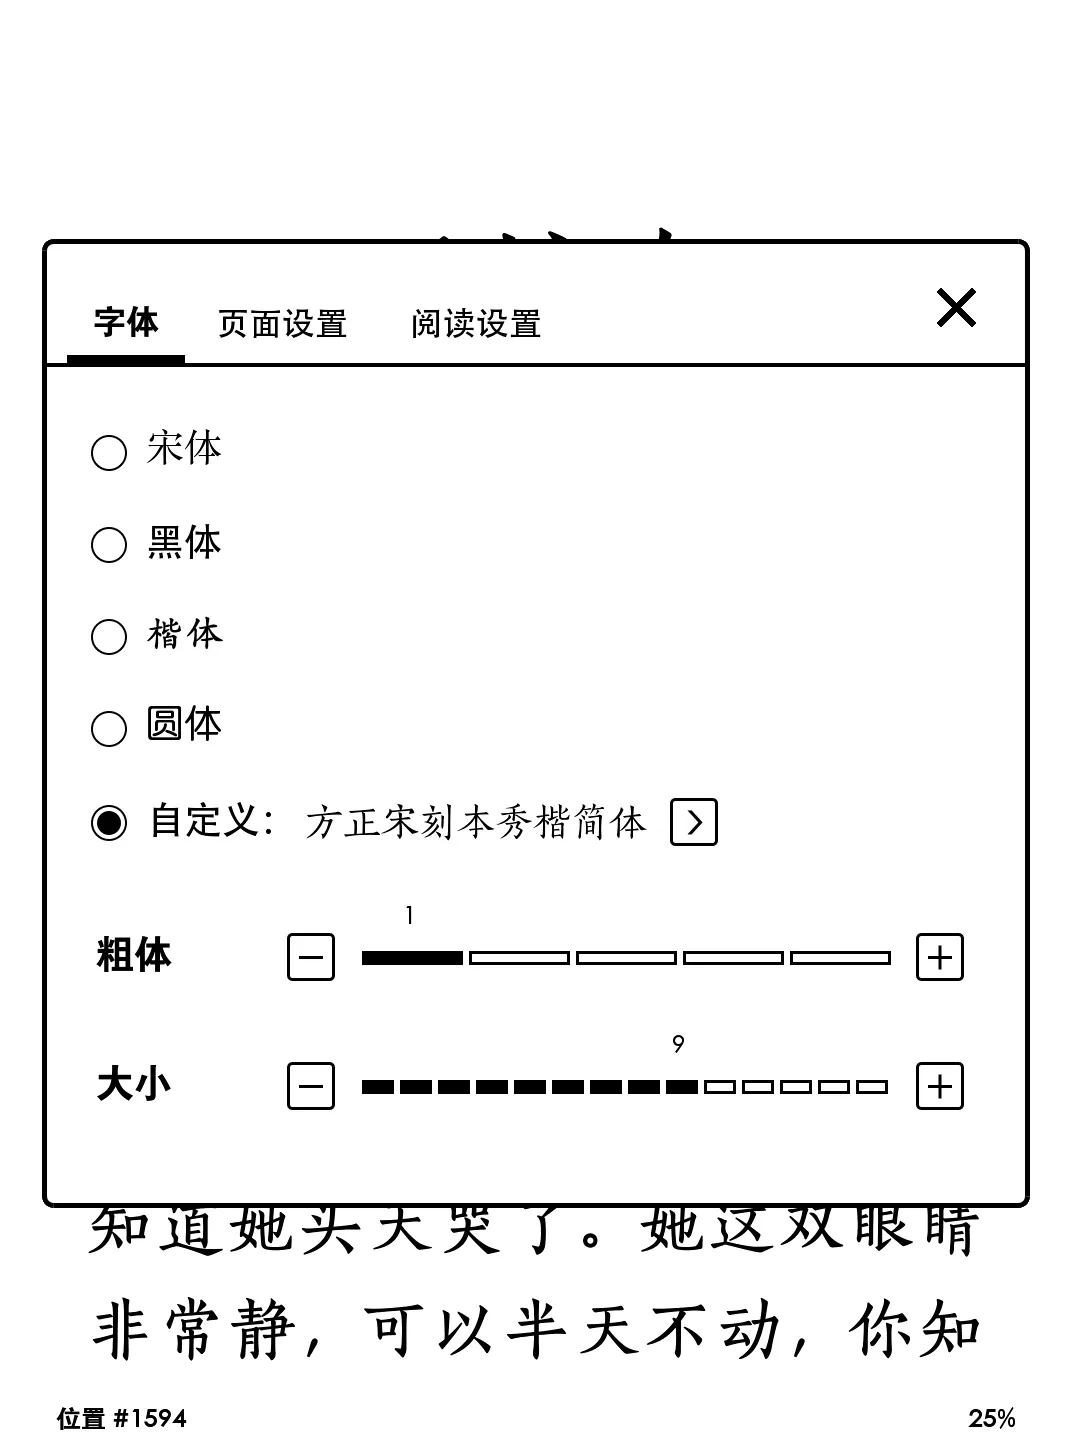 字体 页面设置 阅读设置
宋体
黑体
楷体
圆体
自定义： 方正宋刻本秀楷简体
1
粗体
9
大小
知道她头天哭了。她这双眼睛
非常静，可以半天不动，你知
位置 #1594 25%